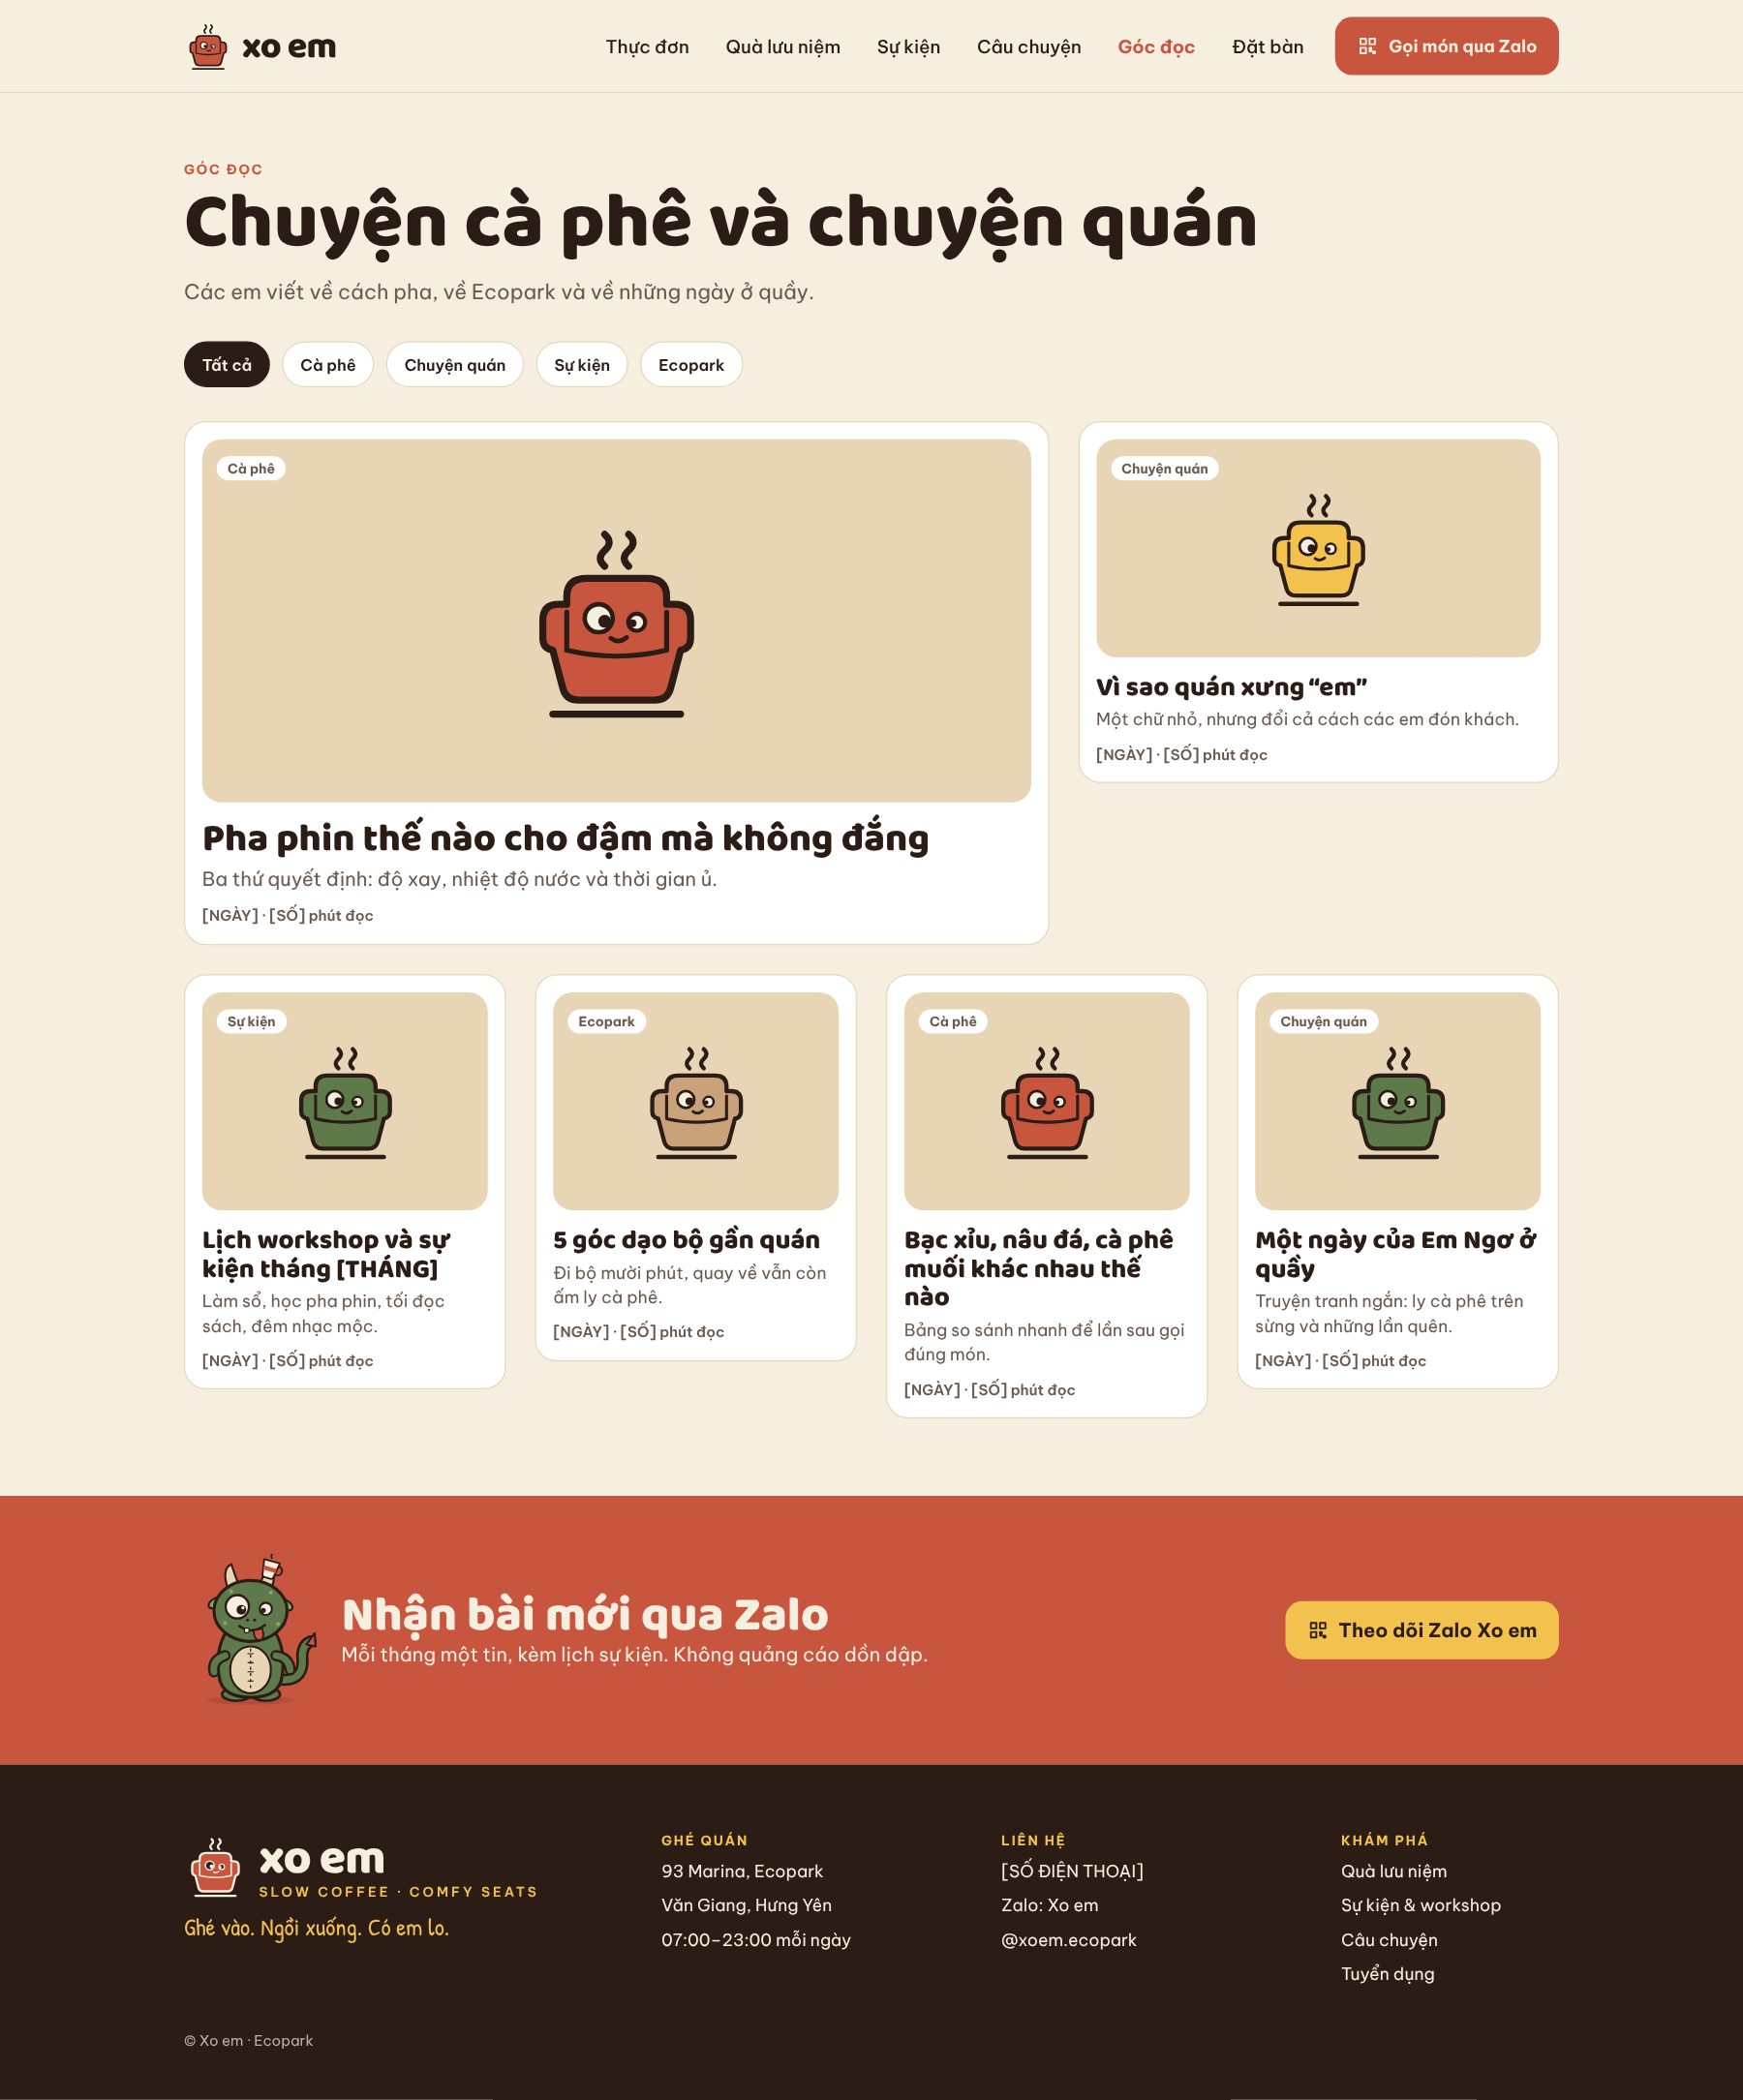 xo em
Thực đơn
Quà lưu niệm
Sự kiện
Câu chuyện
Góc đọc
Đặt bàn
Gọi món qua Zalo
GÓC ĐỌC
Chuyện cà phê và chuyện quán
Các em viết về cách pha, về Ecopark và về những ngày ở quầy.
Tất cả
Cà phê
Chuyện quán
Sự kiện
Ecopark
Cà phê
Pha phin thế nào cho đậm mà không đắng
Ba thứ quyết định: độ xay, nhiệt độ nước và thời gian ủ.
[NGÀY] · [SỐ] phút đọc
Chuyện quán
Vì sao quán xưng “em”
Một chữ nhỏ, nhưng đổi cả cách các em đón khách.
[NGÀY] · [SỐ] phút đọc
Sự kiện
Lịch workshop và sự
kiện tháng [THÁNG]
Làm sổ, học pha phin, tối đọc
sách, đêm nhạc mộc.
[NGÀY] · [SỐ] phút đọc
Ecopark
5 góc dạo bộ gần quán
Đi bộ mười phút, quay về vẫn còn
ấm ly cà phê.
[NGÀY] · [SỐ] phút đọc
Cà phê
Bạc xỉu, nâu đá, cà phê
muối khác nhau thế
nào
Bảng so sánh nhanh để lần sau gọi
đúng món.
[NGÀY] · [SỐ] phút đọc
Chuyện quán
Một ngày của Em Ngơ ở
quầy
Truyện tranh ngắn: ly cà phê trên
sừng và những lần quên.
[NGÀY] · [SỐ] phút đọc
Nhận bài mới qua Zalo
Mỗi tháng một tin, kèm lịch sự kiện. Không quảng cáo dồn dập.
Theo dõi Zalo Xo em
xo em
SLOW COFFEE · COMFY SEATS
Ghé vào. Ngồi xuống. Có em lo.
GHÉ QUÁN
93 Marina, Ecopark
Văn Giang, Hưng Yên
07:00–23:00 mỗi ngày
LIÊN HỆ
[SỐ ĐIỆN THOẠI]
Zalo: Xo em
@xoem.ecopark
KHÁM PHÁ
Quà lưu niệm
Sự kiện & workshop
Câu chuyện
Tuyển dụng
© Xo em · Ecopark